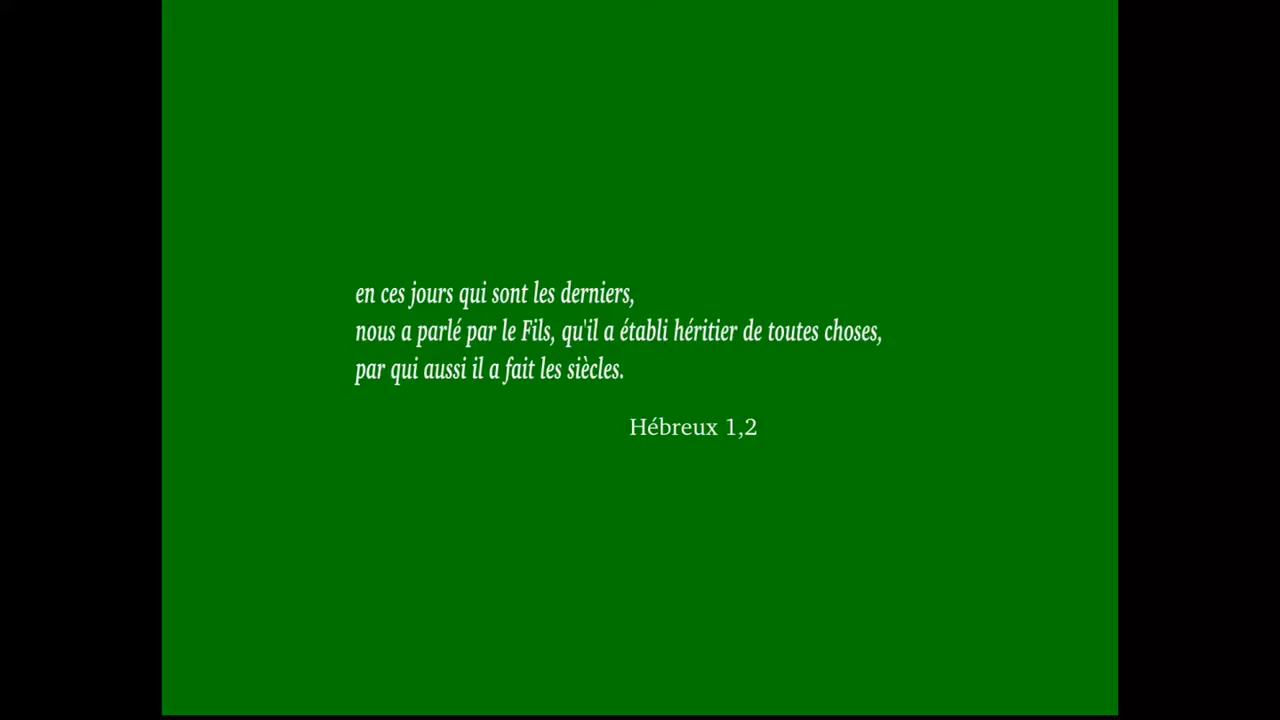 en ces jours qui sont les derniers,
nous a parlé par le Fils, qu'il a établi héritier de toutes choses,
par qui aussi il a fait les siècles.
Hébreux 1,2